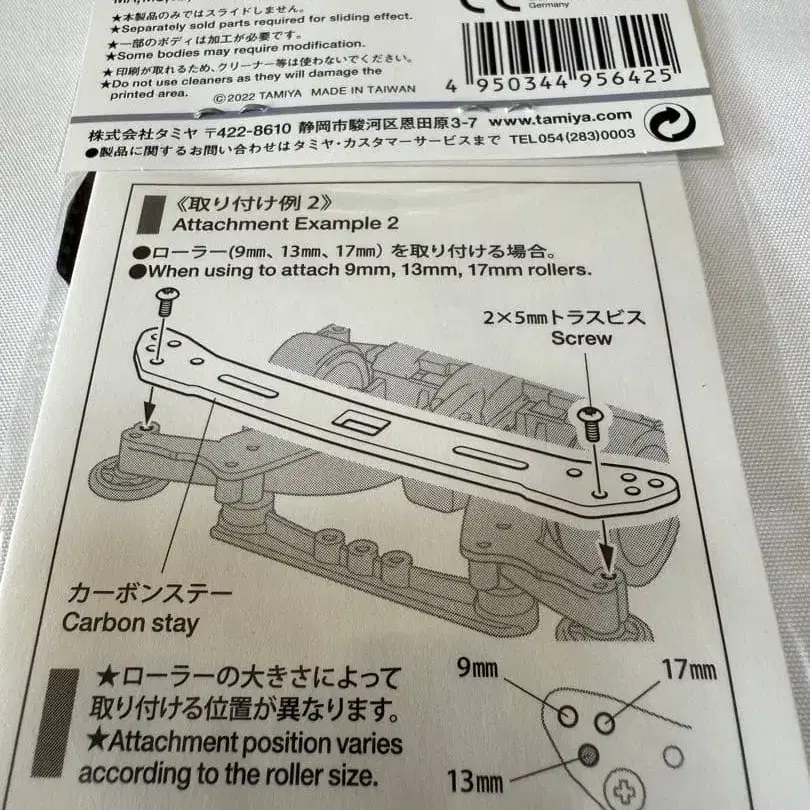 ★本製品のみではスライドしません。
★Separately sold parts required for sliding effect.
★一部のボディは加工が必要です。
★Some bodies may require modification.
★印刷が取れるため、クリーナー等は使わないでください。
★Do not use cleaners as they will damage the
printed area. ©2022 TAMIYA MADE IN TAIWAN
CE
Germany
4 950344 956425
株式会社タミヤ 〒422-8610 静岡市駿河区恩田原3-7 www.tamiya.com
●製品に関するお問い合わせはタミヤ・カスタマーサービスまで TEL054(283)0003
《取り付け例2》
Attachment Example 2
●ローラー(9mm、13mm、17mm) を取り付ける場合。
●When using to attach 9mm, 13mm, 17mm rollers.
2×5mmトラスビス
Screw
カーボンステー
Carbon stay
★ローラーの大きさによって
取り付ける位置が異なります。
★Attachment position varies
according to the roller size.
9mm
17mm
13mm